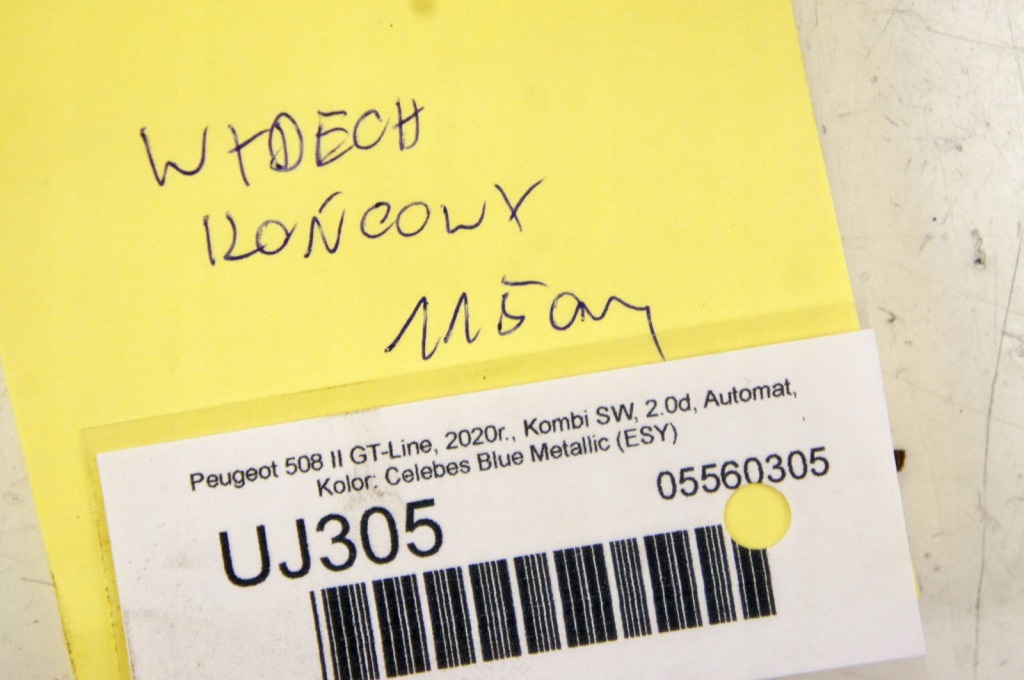 WYDECH
KOŃCOWY
Peugeot 508 II GT-Line, 2020r., Kombi SW, 2.0d, Automat,
Kolor: Celebes Blue Metallic (ESY)
UJ305
05560305